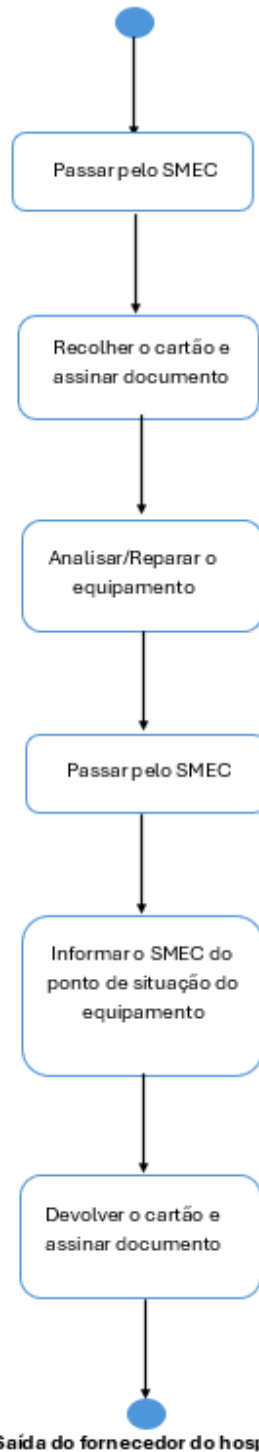 Passar pelo SMEC
Recolher o cartão e
assinar documento
Analisar/Reparar o
equipamento
Passar pelo SMEC
Informar o SMEC do
ponto de situação do
equipamento
Devolver o cartão e
assinar documento
Saída do fornecedor do hosp